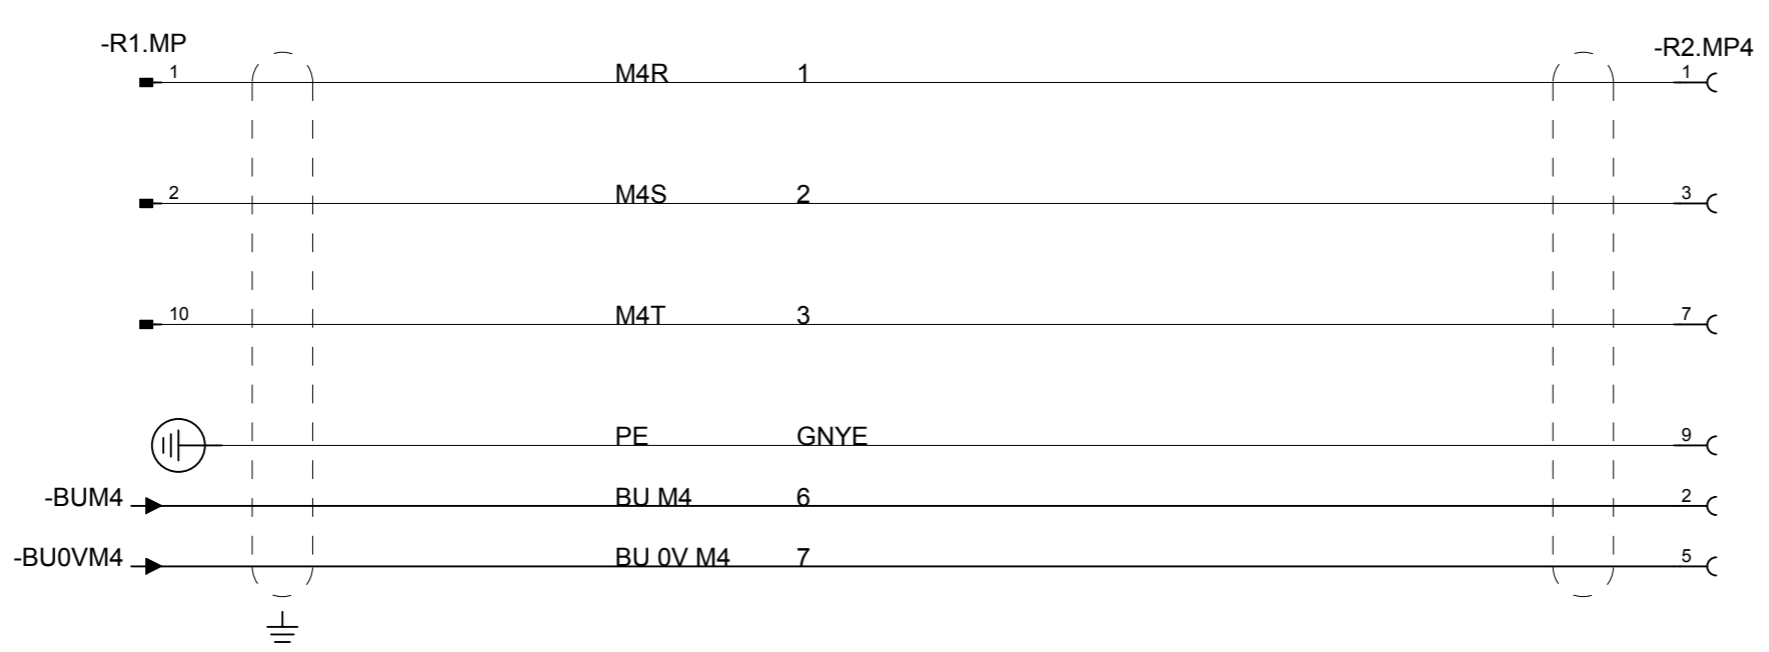 -R1.MP -R2.MP4
1 M4R 1 1
2 M4S 2 3
10 M4T 3 7
PE GNYE 9
-BUM4 BU M4 6 2
-BU0VM4 BU 0V M4 7 5